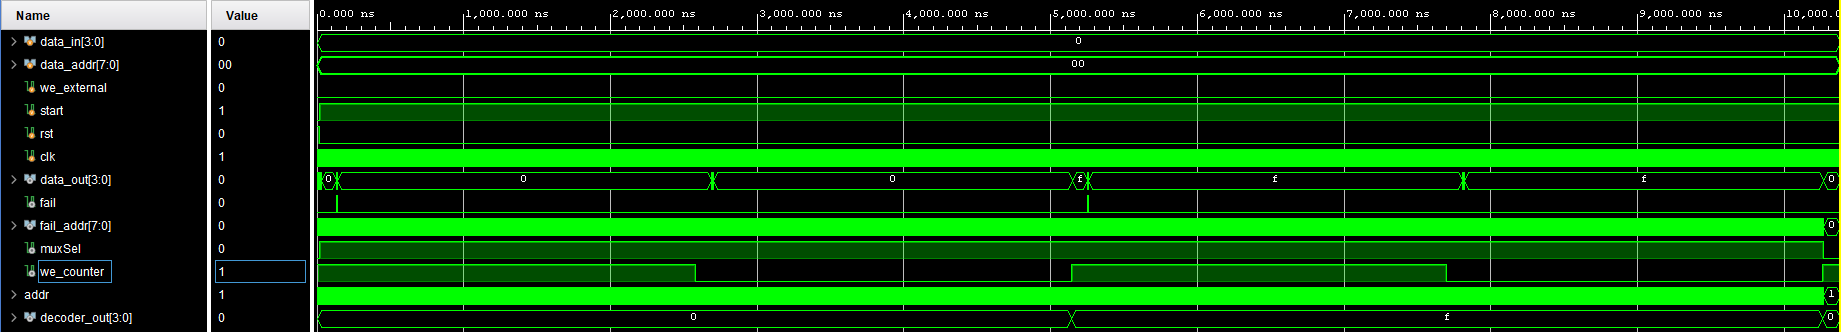 Name Value 0.000 ns 1,000.000 ns 2,000.000 ns 3,000.000 ns 4,000.000 ns 5,000.000 ns 6,000.000 ns 7,000.000 ns 8,000.000 ns 9,000.000 ns 10,000.0
data_in[3:0] 0 0
data_addr[7:0] 00 00
we_external 0
start 1
rst 0
clk 1
data_out[3:0] 0 0 0 0 f f f 0
fail 0
fail_addr[7:0] 0 0
muxSel 0
we_counter 1
addr 1 1
decoder_out[3:0] 0 0 f 0